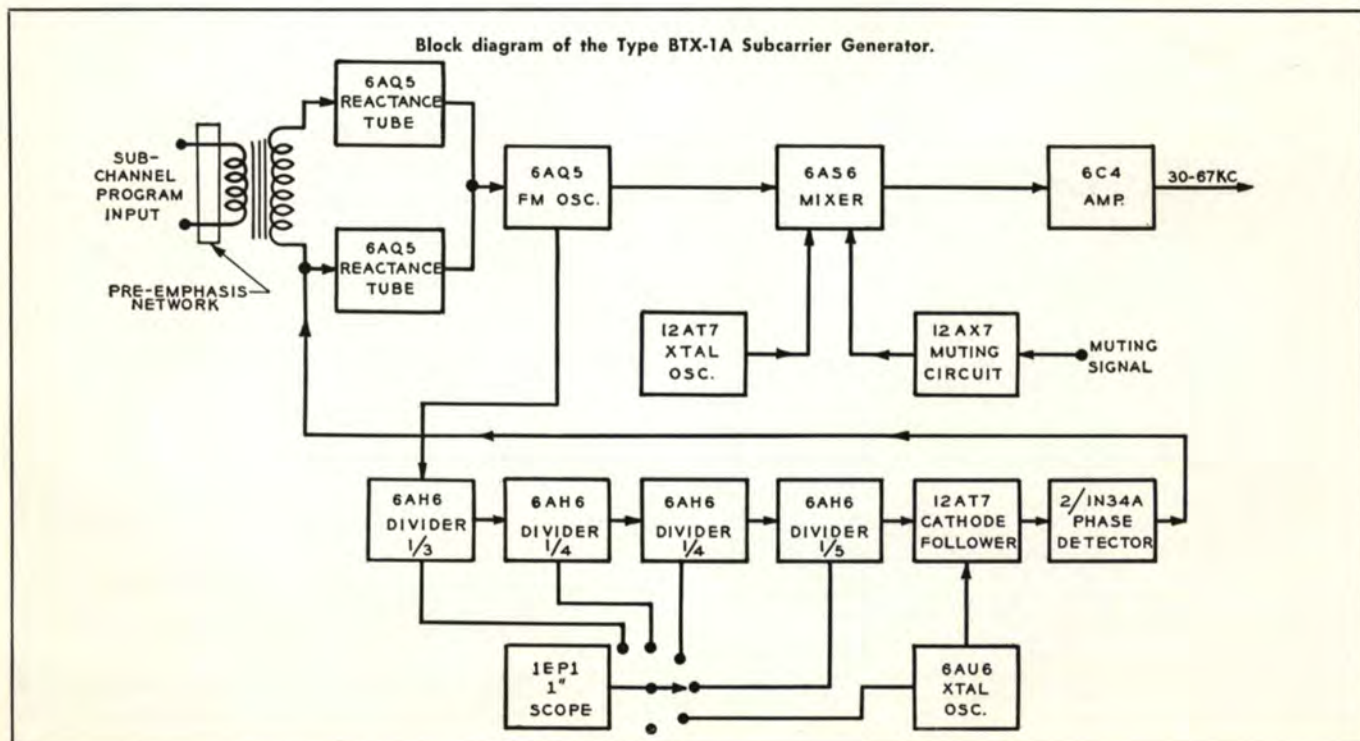 Block diagram of the Type BTX-1A Subcarrier Generator.
6AQ5
REACTANCE
TUBE
SUB-
CHANNEL
PROGRAM
INPUT
PRE-EMPHASIS
NETWORK
6AQ5
REACTANCE
TUBE
6AQ5
FM OSC.
6AS6
MIXER
6C4
AMP.
30-67KC
12AT7
XTAL
OSC.
12AX7
MUTING
CIRCUIT
MUTING
SIGNAL
6AH6
DIVIDER
1/3
6AH6
DIVIDER
1/4
6AH6
DIVIDER
1/4
6AH6
DIVIDER
1/5
12AT7
CATHODE
FOLLOWER
2/1N34A
PHASE
DETECTOR
1EP1
1"
SCOPE
6AU6
XTAL
OSC.